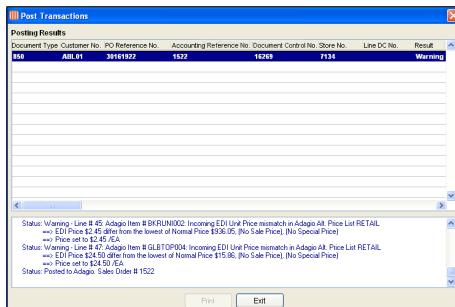 Post Transactions
Posting Results
Document Type Customer No. PO Reference No. Accounting Reference No. Document Control No. Store No. Line DC No. Result
850 ABL01 30161922 1522 16269 7134 Warning
Status: Warning - Line # 45: Adagio Item # BKRUNI002: Incoming EDI Unit Price mismatch in Adagio Alt. Price List RETAIL
==> EDI Price $2.45 differ from the lowest of Normal Price $936.05, (No Sale Price), (No Special Price)
==> Price set to $2.45 /EA
Status: Warning - Line # 47: Adagio Item # GLBTOP004: Incoming EDI Unit Price mismatch in Adagio Alt. Price List RETAIL
==> EDI Price $24.50 differ from the lowest of Normal Price $15.86, (No Sale Price), (No Special Price)
==> Price set to $24.50 /EA
Status: Posted to Adagio. Sales Order # 1522
Print Exit